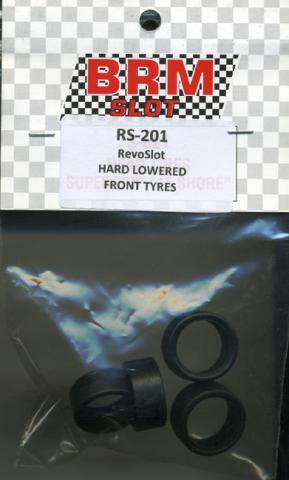 BRM
SLOT
RS-201
RevoSlot
HARD LOWERED
FRONT TYRES